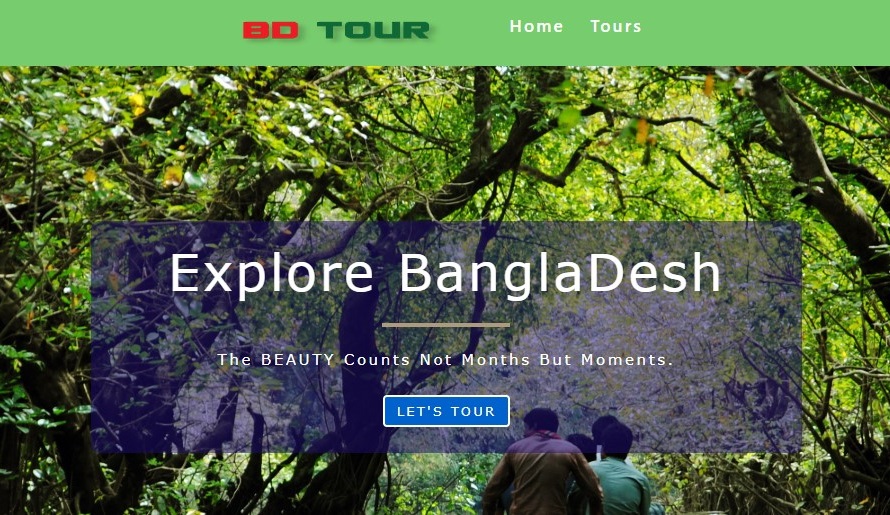 BD TOUR
Home Tours
Explore BanglaDesh
The BEAUTY Counts Not Months But Moments.
LET'S TOUR